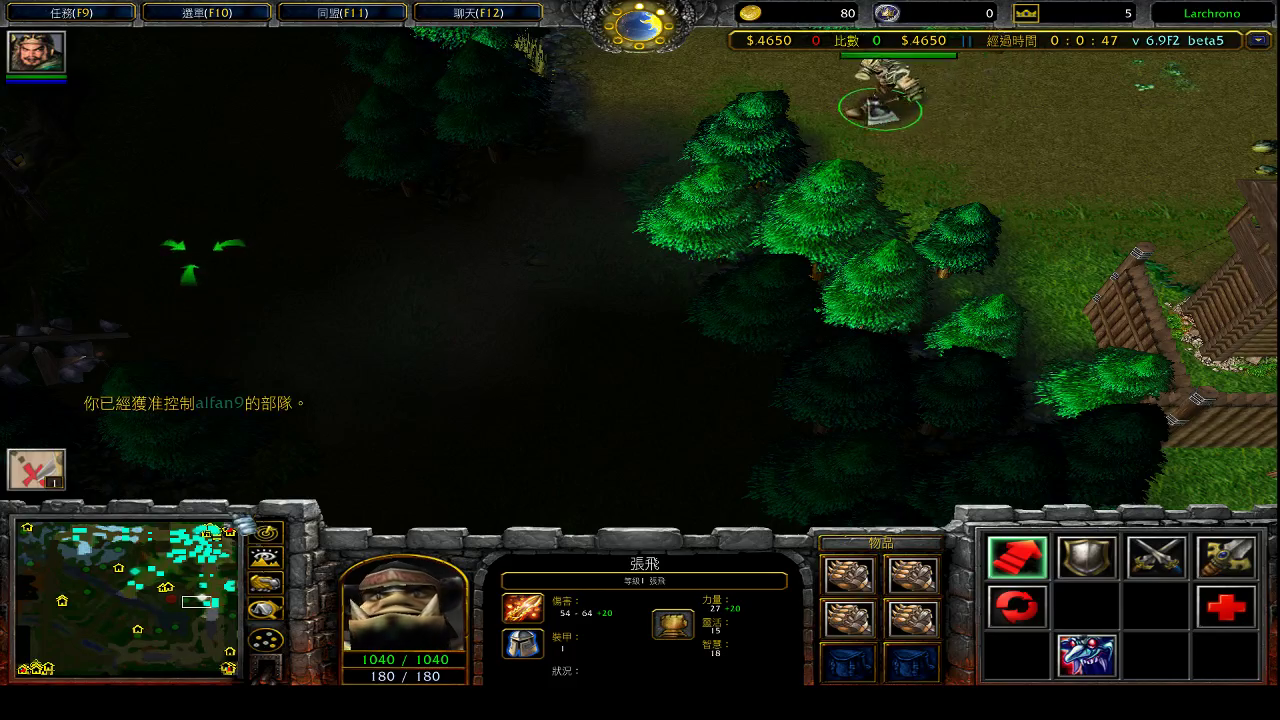 任務(F9) 選單(F10) 同盟(F11) 聊天(F12) 80 0 5 Larchrono
$.4650 0 比數 0 $.4650 || 經過時間 0 : 0 : 47 v 6.9F2 beta5
你已經獲准控制alfan9的部隊。
1
張飛
等級1 張飛
傷害：
54 - 64 +20
裝甲：
1
狀況：
力量：
27 +20
靈活：
15
智慧：
18
物品
1040 / 1040
180 / 180